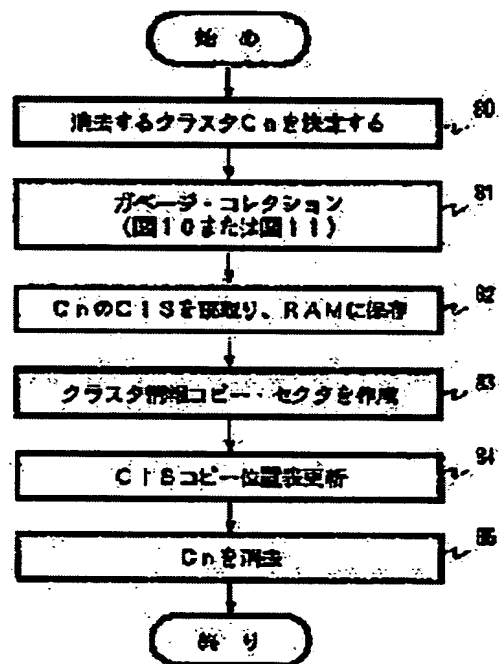 始 め
消去するクラスタCnを決定する
80
ガベージ・コレクション
81
(図10または図11)
CnのCISを読取り、RAMに保存
82
クラスタ情報コピー・セクタを作成
83
CISコピー位置表更新
84
Cnを消去
85
終 り